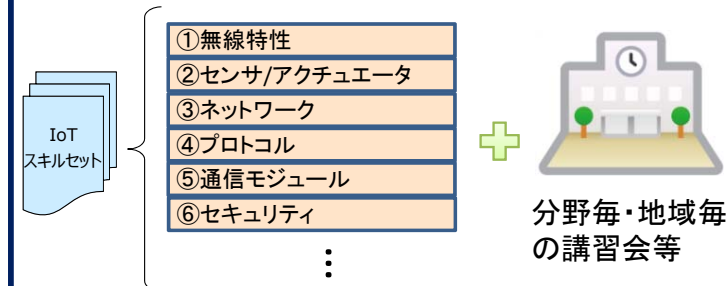 IoT
スキルセット
①無線特性
②センサ/アクチュエータ
③ネットワーク
④プロトコル
⑤通信モジュール
⑥セキュリティ
⋮
分野毎・地域毎
の講習会等